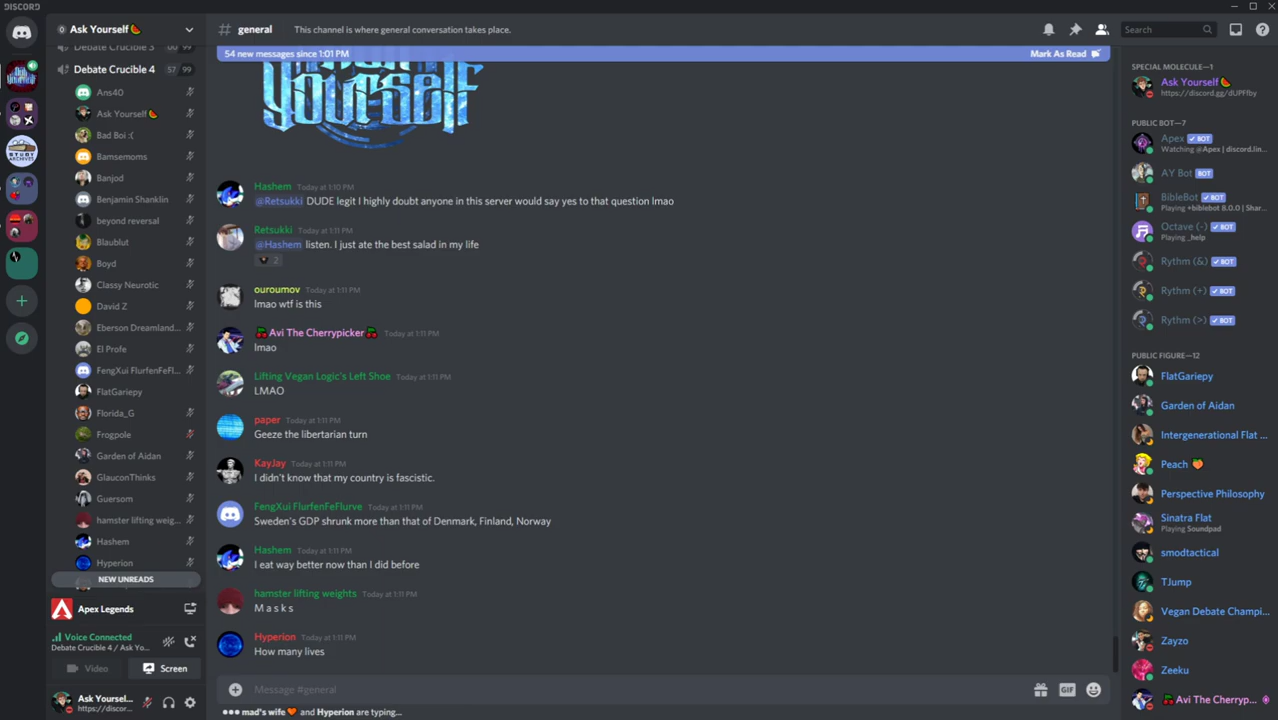 DISCORD
Ask Yourself🍉
Debate Crucible 3 00 99
Debate Crucible 4 57 99
Ans40
Ask Yourself🍉
Bad Boi :(
Bamsemoms
Banjod
Benjamin Shanklin
beyond reversal
Blaublut
Boyd
Classy Neurotic
David Z
Eberson Dreamland...
El Profe
FengXui FlurfenFeFl...
FlatGariepy
Florida_G
Frogpole
Garden of Aidan
GlauconThinks
Guersom
hamster lifting weig...
Hashem
Hyperion
NEW UNREADS
Apex Legends
Voice Connected
Debate Crucible 4 / Ask Yo...
Video Screen
Ask Yoursel...
https://discor...
# general This channel is where general conversation takes place.
Search
54 new messages since 1:01 PM Mark As Read
YOURSELF
Hashem Today at 1:10 PM
@Retsukki DUDE legit I highly doubt anyone in this server would say yes to that question lmao
Retsukki Today at 1:11 PM
@Hashem listen. I just ate the best salad in my life
2
ouroumov Today at 1:11 PM
lmao wtf is this
🍒Avi The Cherrypicker🍒 Today at 1:11 PM
lmao
Lifting Vegan Logic's Left Shoe Today at 1:11 PM
LMAO
paper Today at 1:11 PM
Geeze the libertarian turn
KayJay Today at 1:11 PM
I didn't know that my country is fascistic.
FengXui FlurfenFeFlurve Today at 1:11 PM
Sweden's GDP shrunk more than that of Denmark, Finland, Norway
Hashem Today at 1:11 PM
I eat way better now than I did before
hamster lifting weights Today at 1:11 PM
M a s k s
Hyperion Today at 1:11 PM
How many lives
Message #general
GIF
mad's wife🧡 and Hyperion are typing...
SPECIAL MOLECULE—1
Ask Yourself🍉
https://discord.gg/dUPFfby
PUBLIC BOT—7
Apex ✔ BOT
Watching @Apex | discord.lin...
AY Bot BOT
BibleBot ✔ BOT
Playing +biblebot 8.0.0 | Shar...
Octave (-) ✔ BOT
Playing _help
Rythm (&) ✔ BOT
Rythm (+) ✔ BOT
Rythm (>) ✔ BOT
PUBLIC FIGURE—12
FlatGariepy
Garden of Aidan
Intergenerational Flat ...
Peach 🍑
Perspective Philosophy
Sinatra Flat
Playing Soundpad
smodtactical
TJump
Vegan Debate Champi...
Zayzo
Zeeku
🍒Avi The Cherryp...